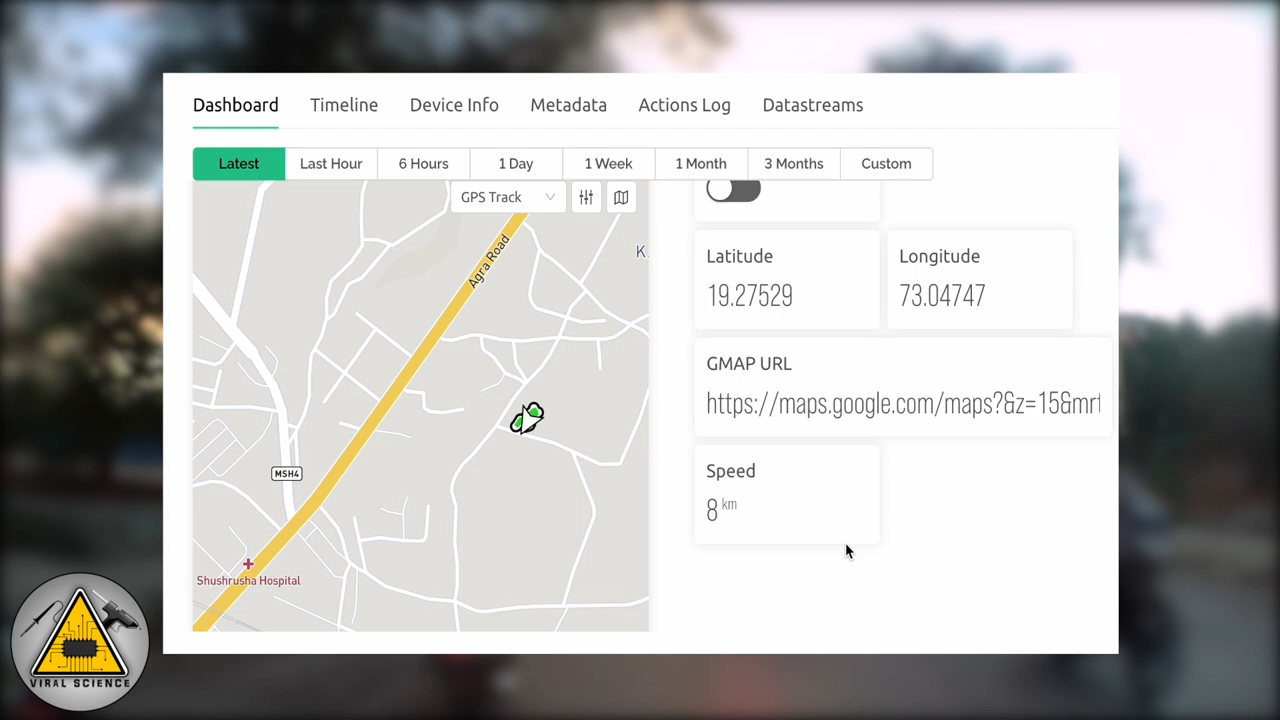 Dashboard Timeline Device Info Metadata Actions Log Datastreams
Latest Last Hour 6 Hours 1 Day 1 Week 1 Month 3 Months Custom
GPS Track
Agra Road
K
MSH4
Shushrusha Hospital
Latitude
19.27529
Longitude
73.04747
GMAP URL
https://maps.google.com/maps?&z=15&mrt
Speed
8 km
VIRAL SCIENCE